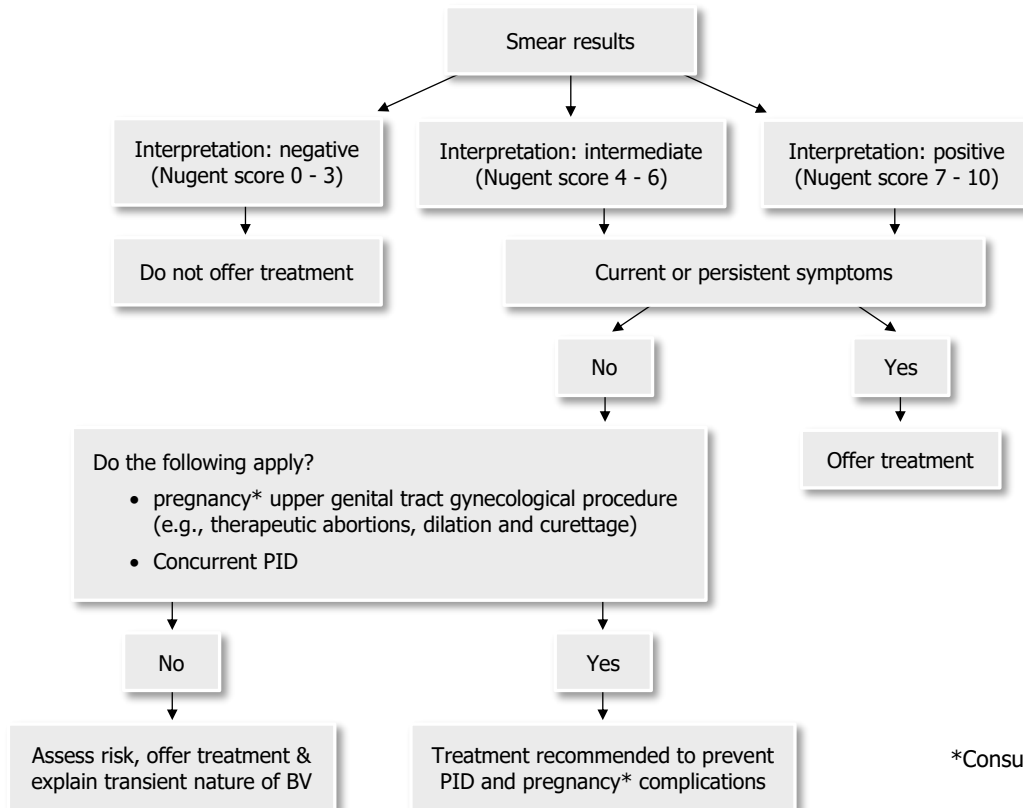 Smear results
Interpretation: negative
(Nugent score 0 - 3)
Interpretation: intermediate
(Nugent score 4 - 6)
Interpretation: positive
(Nugent score 7 - 10)
Do not offer treatment
Current or persistent symptoms
No
Yes
Do the following apply?
• pregnancy* upper genital tract gynecological procedure
(e.g., therapeutic abortions, dilation and curettage)
• Concurrent PID
Offer treatment
No
Yes
Assess risk, offer treatment &
explain transient nature of BV
Treatment recommended to prevent
PID and pregnancy* complications
*Consu